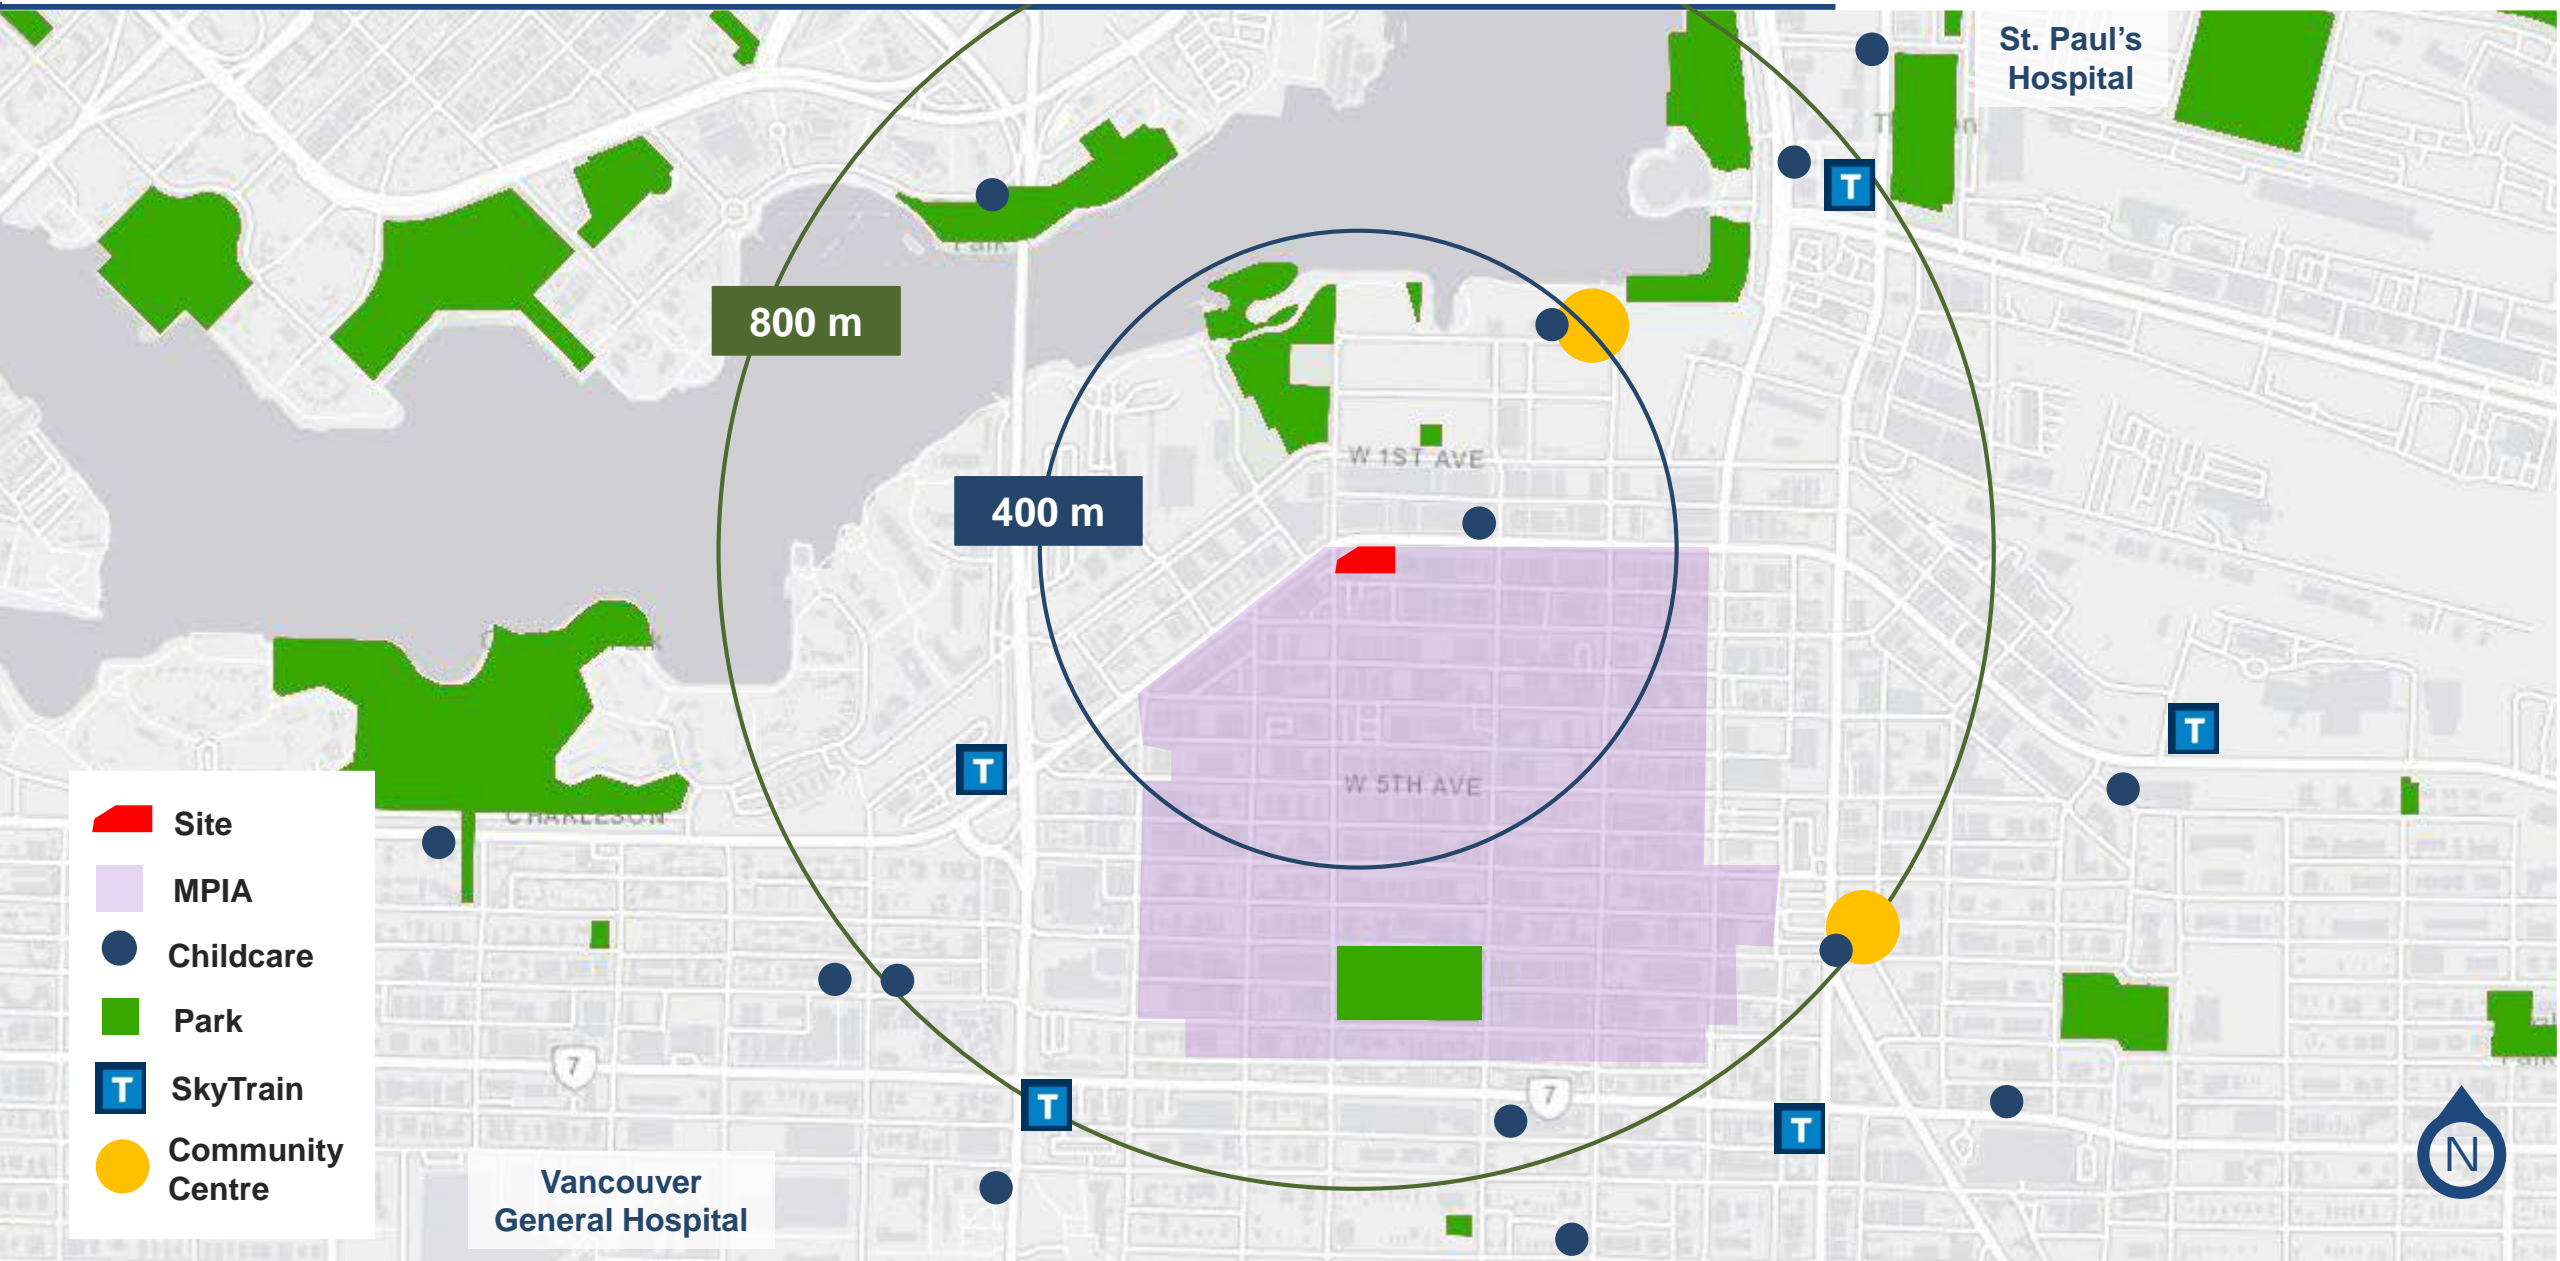 St. Paul's
Hospital
800 m
400 m
W 1ST AVE
W 5TH AVE
CHARLESON
Site
MPIA
Childcare
Park
T
SkyTrain
Community
Centre
T
T
T
T
T
7
7
Vancouver
General Hospital
N